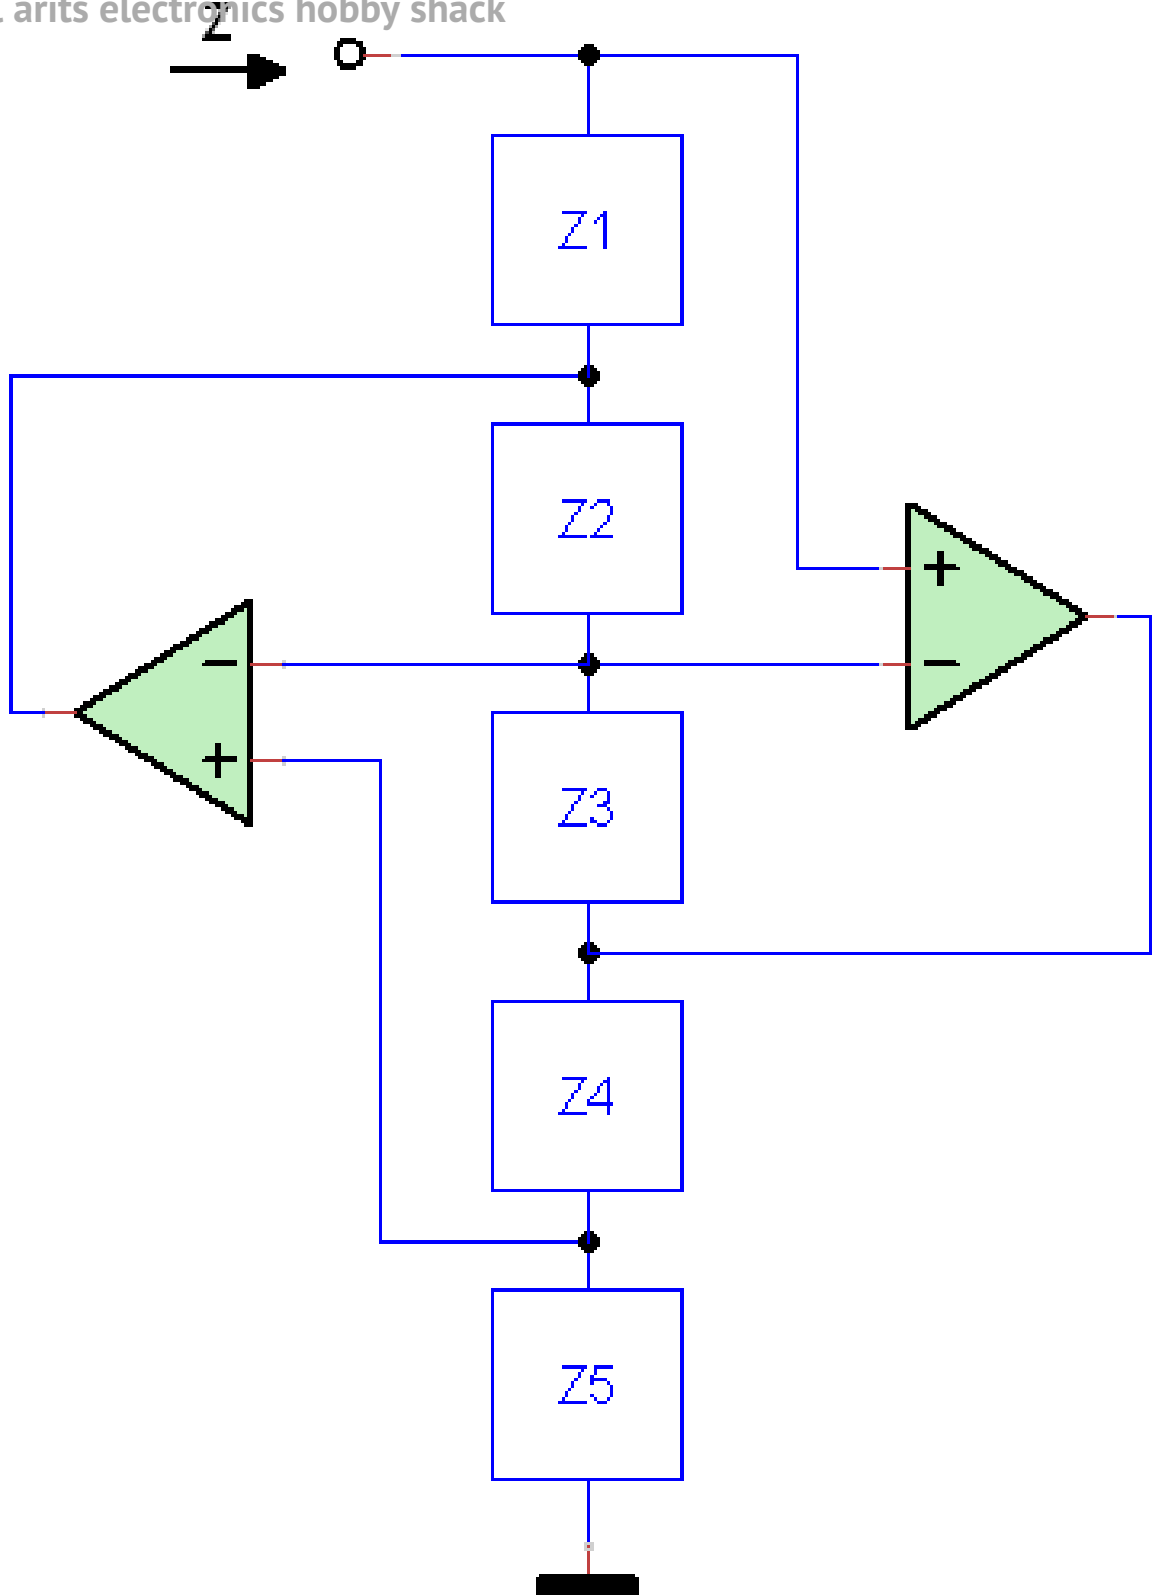 arits electronics hobby shack
Z
Z1
Z2
+
−
−
+
Z3
Z4
Z5